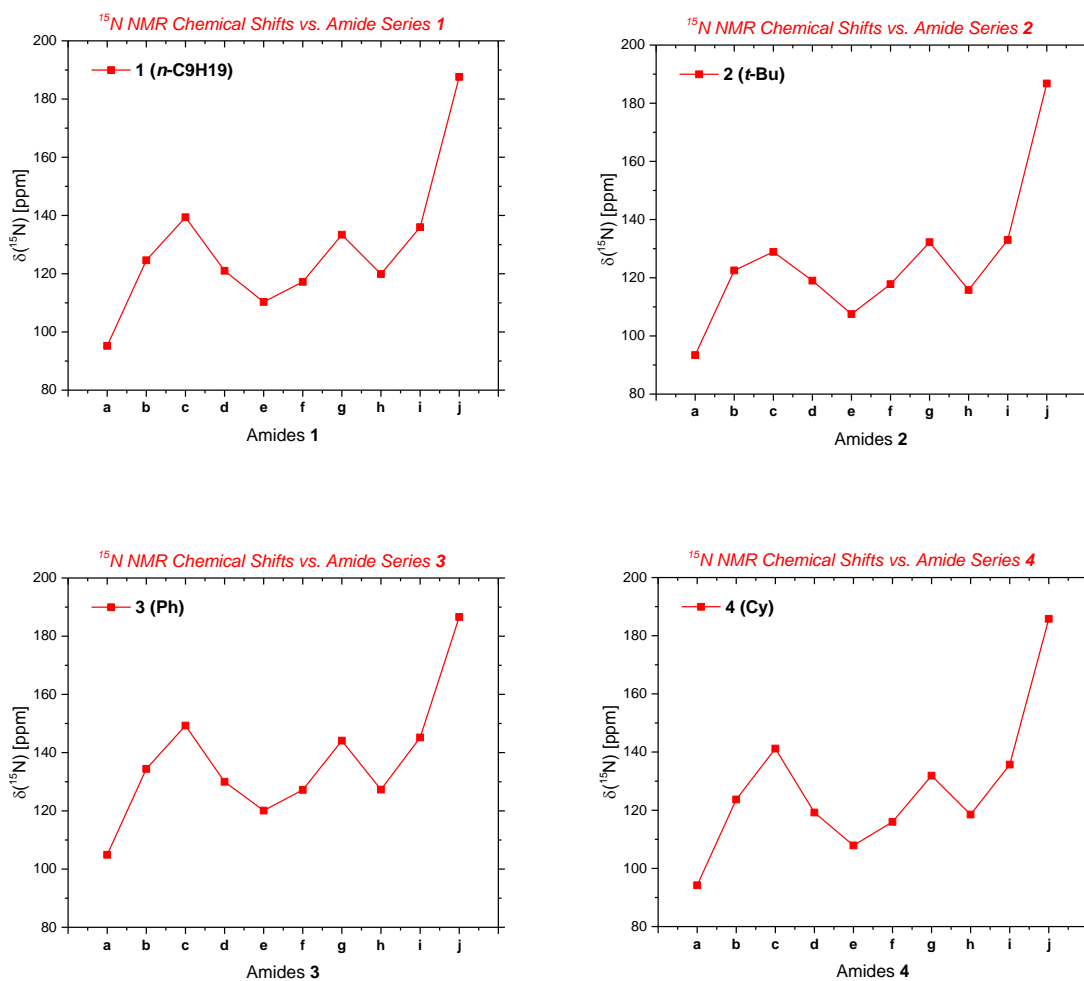 ¹⁵N NMR Chemical Shifts vs. Amide Series 1
1 (n-C9H19)
δ(¹⁵N) [ppm]
200
180
160
140
120
100
80
a b c d e f g h i j
Amides 1
¹⁵N NMR Chemical Shifts vs. Amide Series 2
2 (t-Bu)
δ(¹⁵N) [ppm]
200
180
160
140
120
100
80
a b c d e f g h i j
Amides 2
¹⁵N NMR Chemical Shifts vs. Amide Series 3
3 (Ph)
δ(¹⁵N) [ppm]
200
180
160
140
120
100
80
a b c d e f g h i j
Amides 3
¹⁵N NMR Chemical Shifts vs. Amide Series 4
4 (Cy)
δ(¹⁵N) [ppm]
200
180
160
140
120
100
80
a b c d e f g h i j
Amides 4